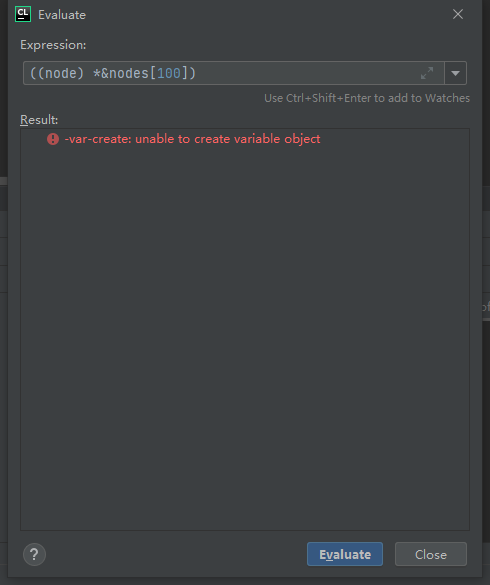 CL Evaluate
Expression:
((node) *&nodes[100])
Use Ctrl+Shift+Enter to add to Watches
Result:
-var-create: unable to create variable object
of
? Evaluate Close